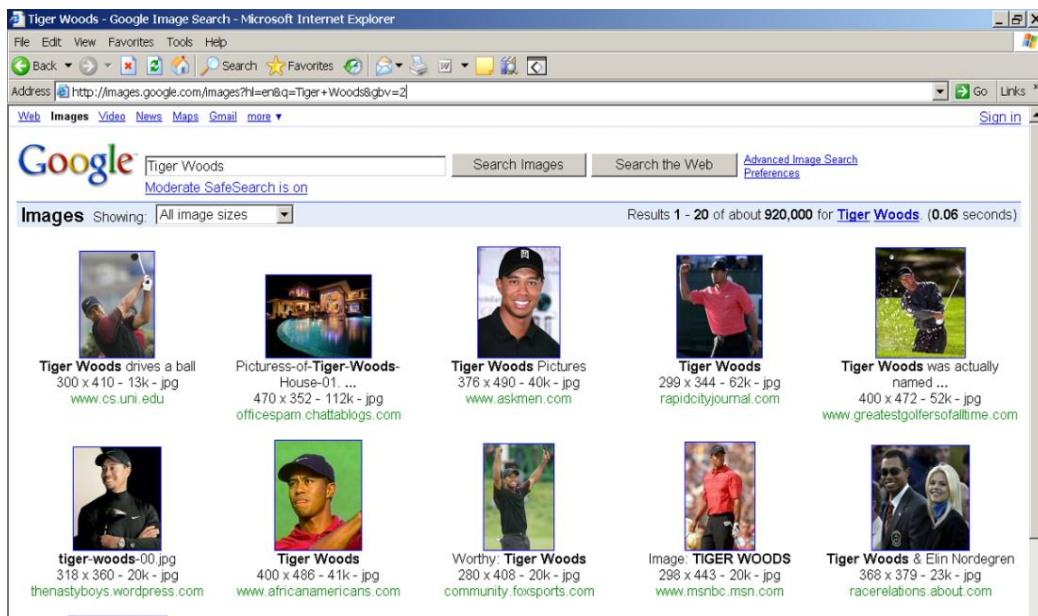 Tiger Woods - Google Image Search - Microsoft Internet Explorer
File Edit View Favorites Tools Help
Back Search Favorites
Address http://images.google.com/images?hl=en&q=Tiger+Woods&gbv=2 Go Links
Web Images Video News Maps Gmail more ▼ Sign in
Google Tiger Woods Search Images Search the Web Advanced Image Search
Preferences
Moderate SafeSearch is on
Images Showing: All image sizes Results 1 - 20 of about 920,000 for Tiger Woods. (0.06 seconds)
Tiger Woods drives a ball
300 x 410 - 13k - jpg
www.cs.uni.edu
Picturess-of-Tiger-Woods-
House-01. ...
470 x 352 - 112k - jpg
officespam.chattablogs.com
Tiger Woods Pictures
376 x 490 - 40k - jpg
www.askmen.com
Tiger Woods
299 x 344 - 62k - jpg
rapidcityjournal.com
Tiger Woods was actually
named ...
400 x 472 - 52k - jpg
www.greatestgolfersofalltime.com
tiger-woods-00.jpg
318 x 360 - 20k - jpg
thenastyboys.wordpress.com
Tiger Woods
400 x 486 - 41k - jpg
www.africanamericans.com
Worthy: Tiger Woods
280 x 408 - 20k - jpg
community.foxsports.com
Image: TIGER WOODS
298 x 443 - 20k - jpg
www.msnbc.msn.com
Tiger Woods & Elin Nordegren
368 x 379 - 23k - jpg
racerelations.about.com